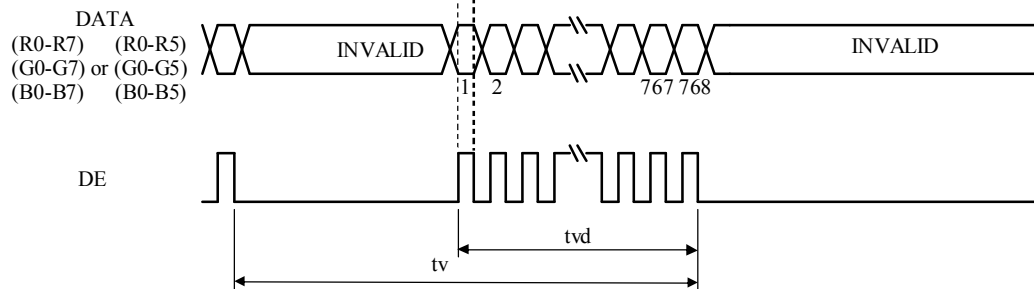 DATA
(R0-R7) (R0-R5)
(G0-G7) or (G0-G5)
(B0-B7) (B0-B5)
INVALID
INVALID
1 2 767 768
DE
tvd
tv